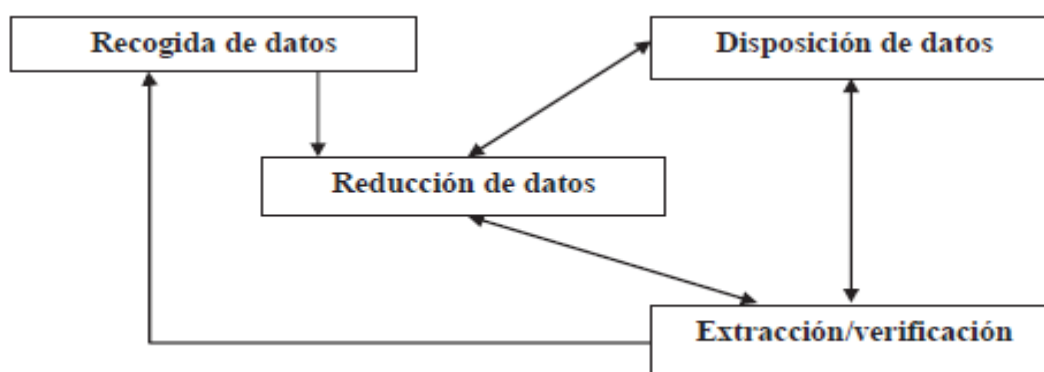 Recogida de datos
Disposición de datos
Reducción de datos
Extracción/verificación